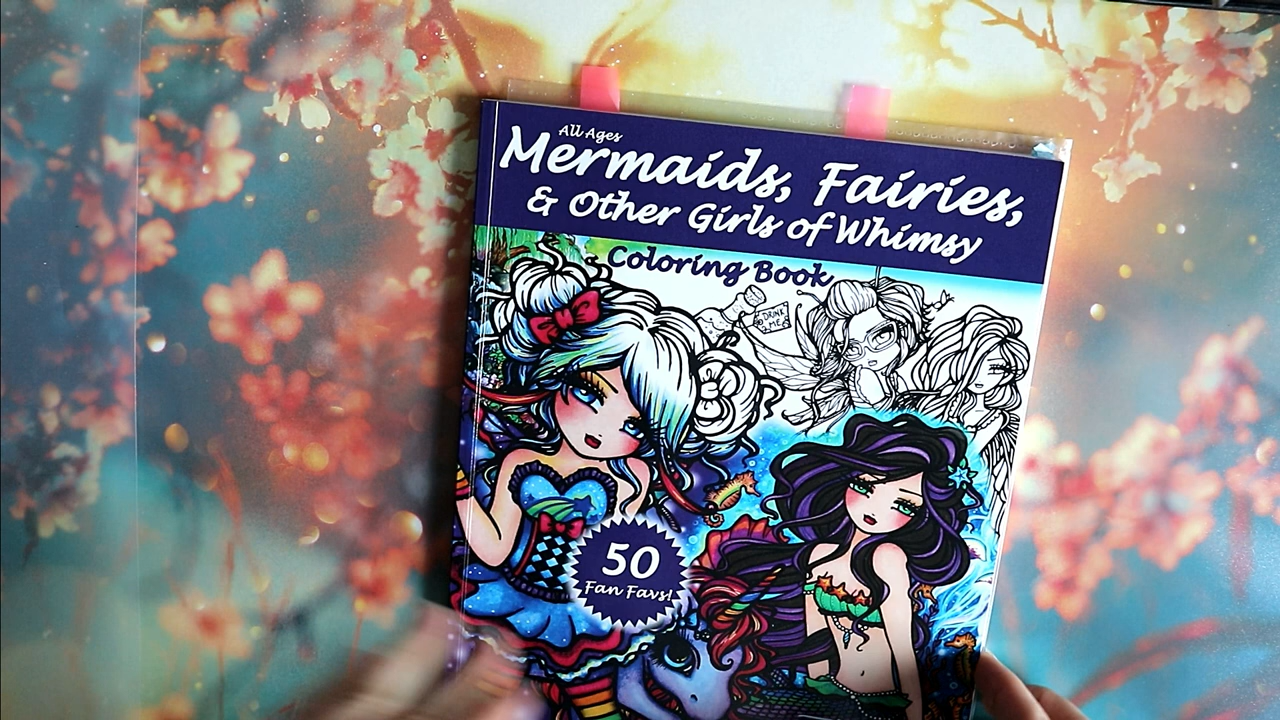 All Ages
Mermaids, Fairies,
& Other Girls of Whimsy
Coloring Book
DRINK
ME
50
Fan Favs!